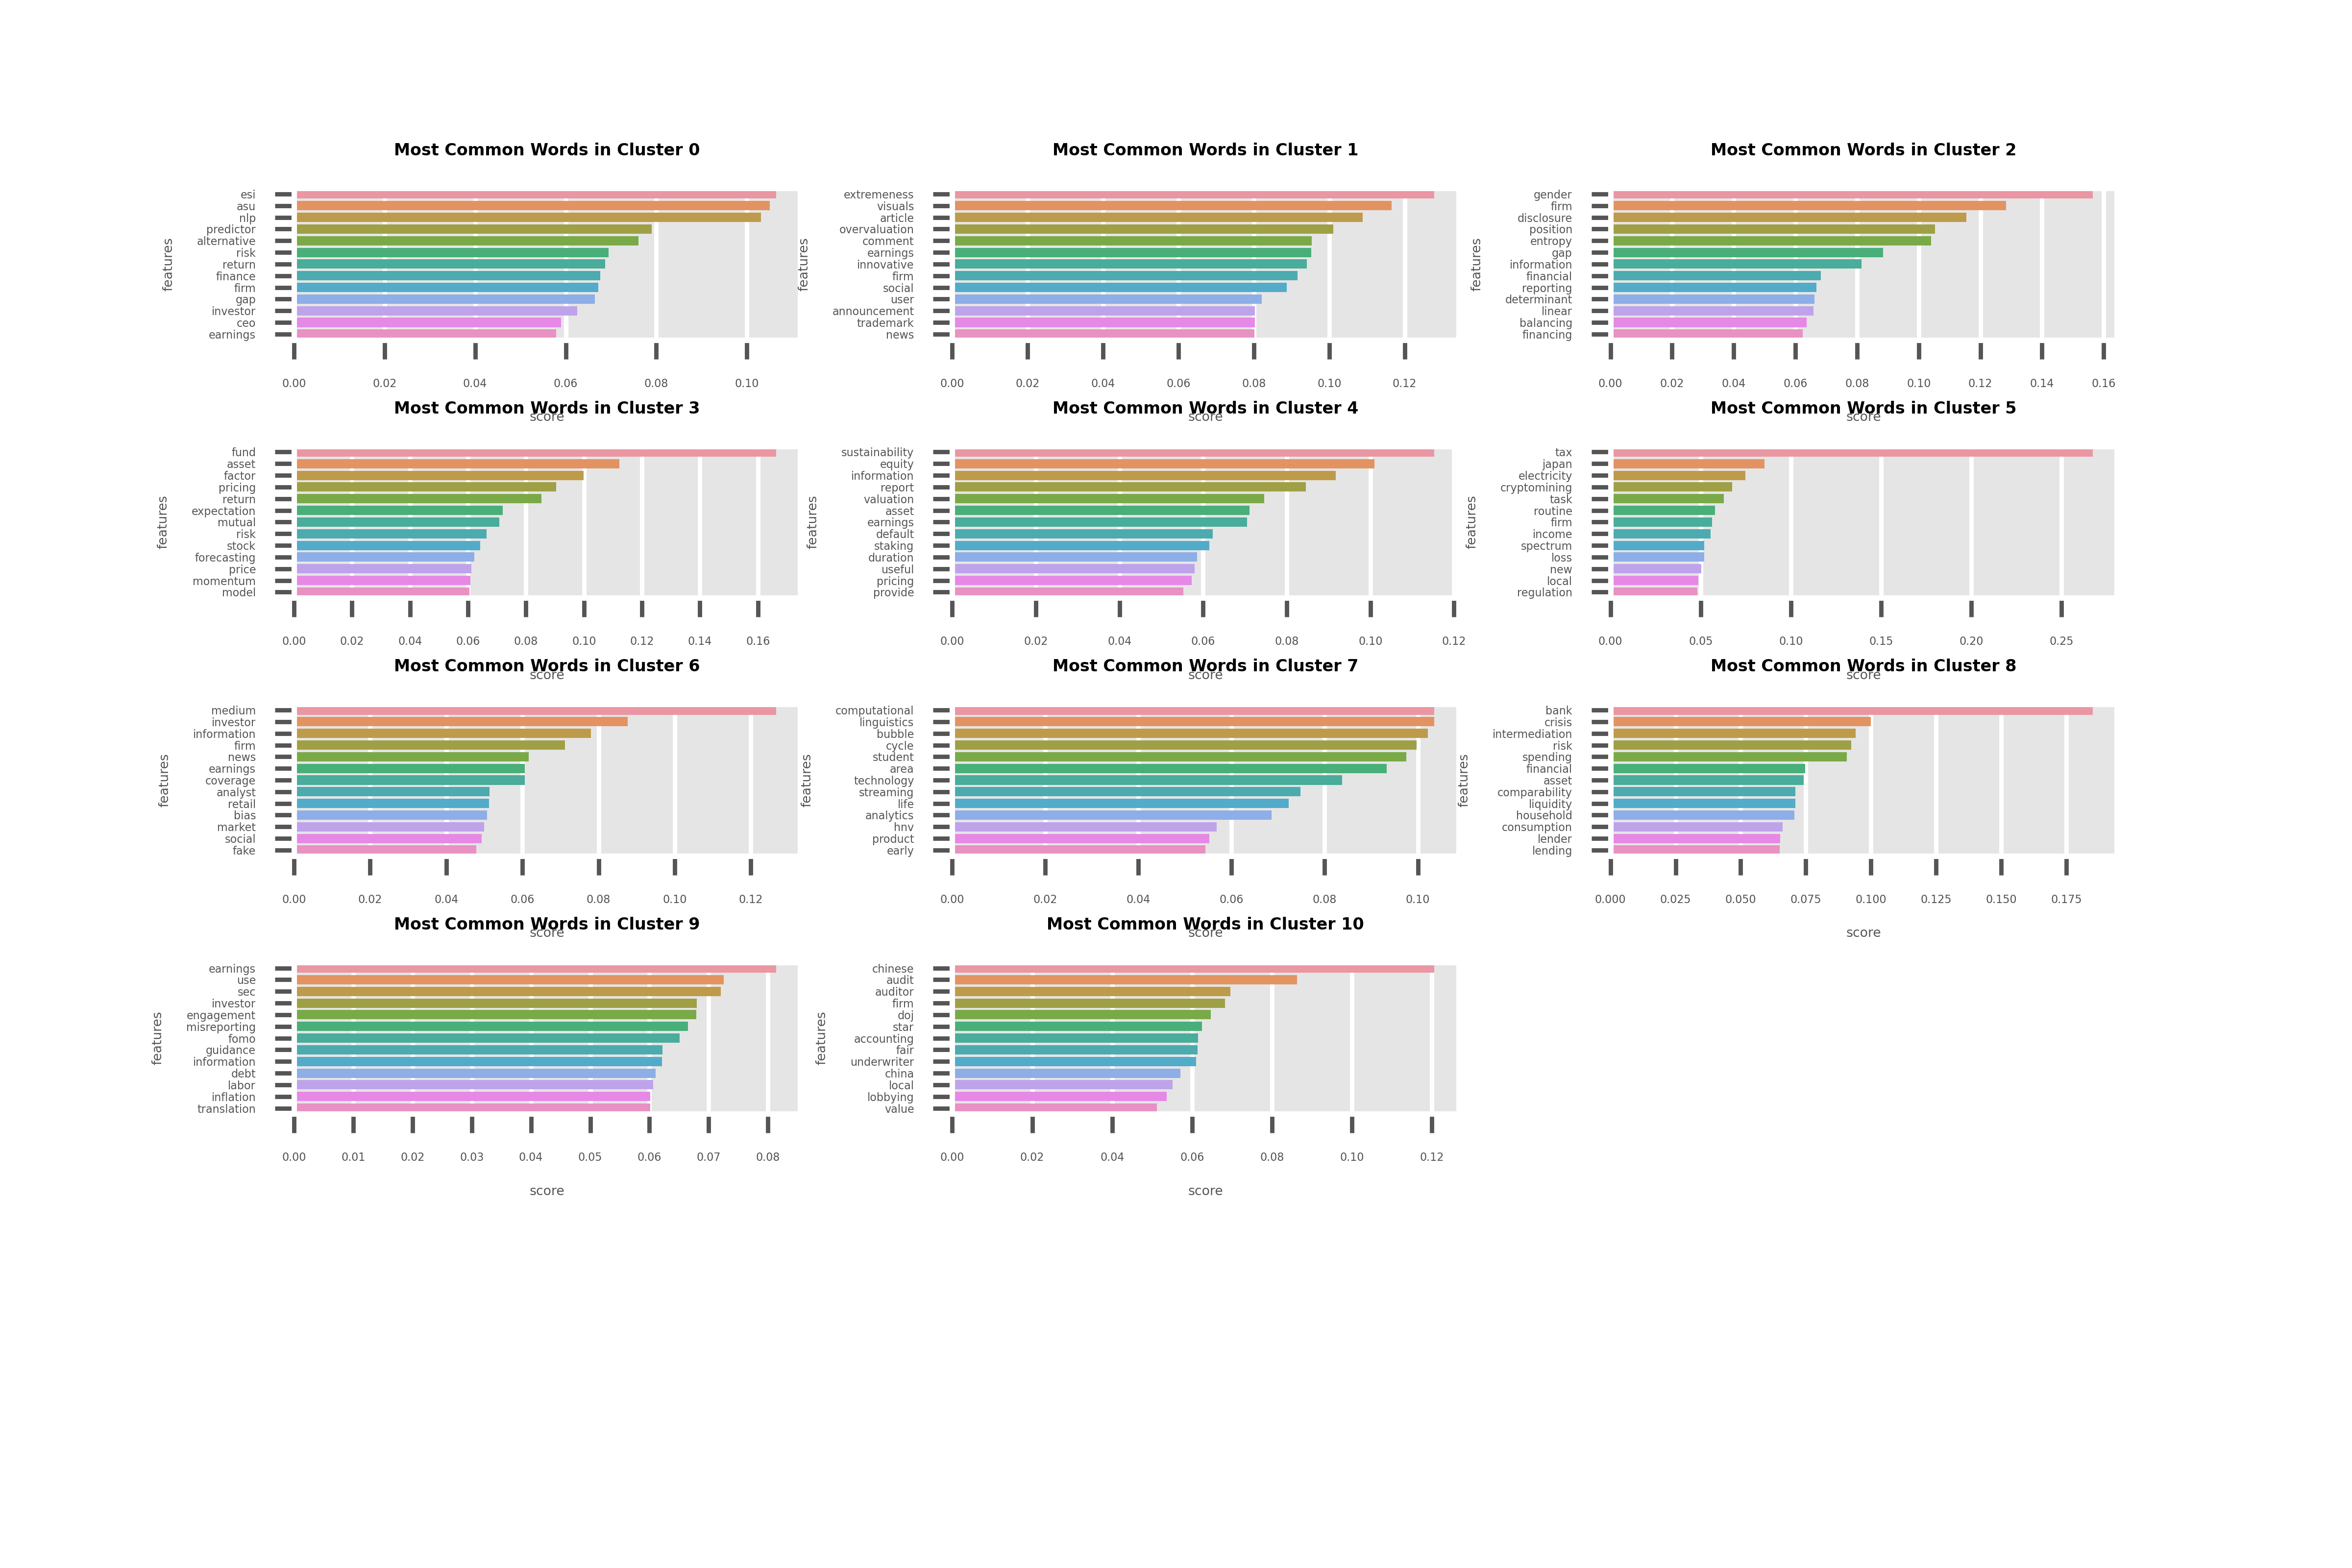 Most Common Words in Cluster 0
features
esi
asu
nlp
predictor
alternative
risk
return
finance
firm
gap
investor
ceo
earnings
0.00 0.02 0.04 0.06 0.08 0.10
score
Most Common Words in Cluster 1
features
extremeness
visuals
article
overvaluation
comment
earnings
innovative
firm
social
user
announcement
trademark
news
0.00 0.02 0.04 0.06 0.08 0.10 0.12
score
Most Common Words in Cluster 2
features
gender
firm
disclosure
position
entropy
gap
information
financial
reporting
determinant
linear
balancing
financing
0.00 0.02 0.04 0.06 0.08 0.10 0.12 0.14 0.16
score
Most Common Words in Cluster 3
features
fund
asset
factor
pricing
return
expectation
mutual
risk
stock
forecasting
price
momentum
model
0.00 0.02 0.04 0.06 0.08 0.10 0.12 0.14 0.16
score
Most Common Words in Cluster 4
features
sustainability
equity
information
report
valuation
asset
earnings
default
staking
duration
useful
pricing
provide
0.00 0.02 0.04 0.06 0.08 0.10 0.12
score
Most Common Words in Cluster 5
features
tax
japan
electricity
cryptomining
task
routine
firm
income
spectrum
loss
new
local
regulation
0.00 0.05 0.10 0.15 0.20 0.25
score
Most Common Words in Cluster 6
features
medium
investor
information
firm
news
earnings
coverage
analyst
retail
bias
market
social
fake
0.00 0.02 0.04 0.06 0.08 0.10 0.12
score
Most Common Words in Cluster 7
features
computational
linguistics
bubble
cycle
student
area
technology
streaming
life
analytics
hnv
product
early
0.00 0.02 0.04 0.06 0.08 0.10
score
Most Common Words in Cluster 8
features
bank
crisis
intermediation
risk
spending
financial
asset
comparability
liquidity
household
consumption
lender
lending
0.000 0.025 0.050 0.075 0.100 0.125 0.150 0.175
score
Most Common Words in Cluster 9
features
earnings
use
sec
investor
engagement
misreporting
fomo
guidance
information
debt
labor
inflation
translation
0.00 0.01 0.02 0.03 0.04 0.05 0.06 0.07 0.08
score
Most Common Words in Cluster 10
features
chinese
audit
auditor
firm
doj
star
accounting
fair
underwriter
china
local
lobbying
value
0.00 0.02 0.04 0.06 0.08 0.10 0.12
score